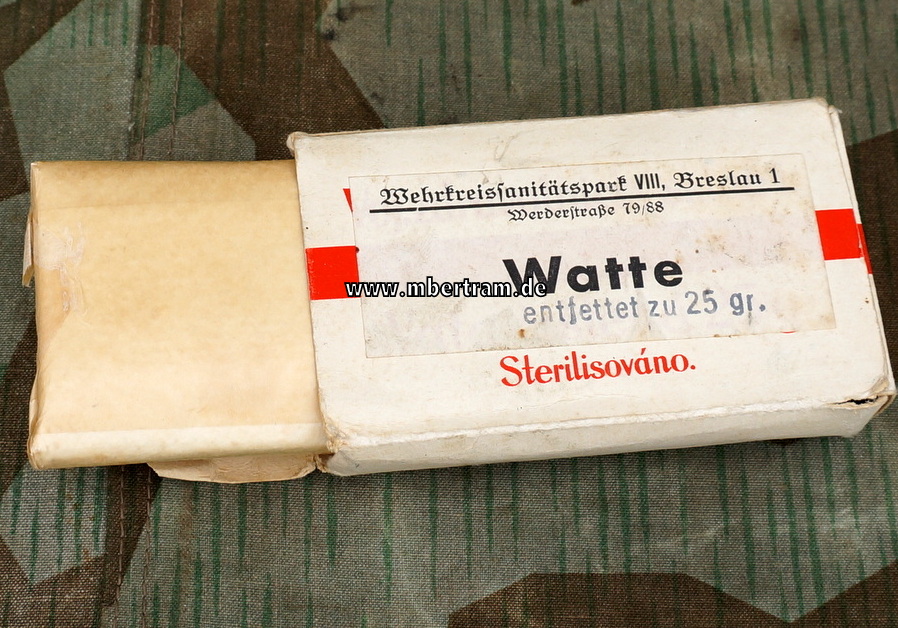 Wehrkreissanitätspark VIII, Breslau 1
Werderstraße 79/88
Watte
www.mbertram.de
entfettet zu 25 gr.
Sterilisováno.